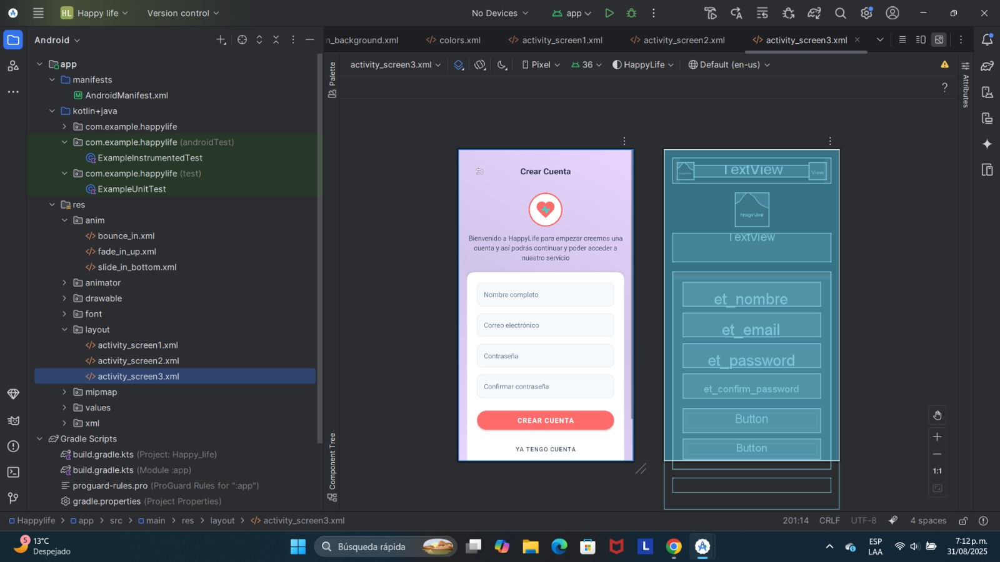 HL Happy life
Version control
No Devices
app
Android
n_background.xml
colors.xml
activity_screen1.xml
activity_screen2.xml
activity_screen3.xml
activity_screen3.xml
Pixel
36
HappyLife
Default (en-us)
Palette
Attributes
?
app
manifests
AndroidManifest.xml
kotlin+java
com.example.happylife
com.example.happylife (androidTest)
ExampleInstrumentedTest
com.example.happylife (test)
ExampleUnitTest
res
anim
bounce_in.xml
fade_in_up.xml
slide_in_bottom.xml
animator
drawable
font
layout
activity_screen1.xml
activity_screen2.xml
activity_screen3.xml
mipmap
values
xml
Gradle Scripts
build.gradle.kts (Project: Happy_life)
build.gradle.kts (Module :app)
proguard-rules.pro (ProGuard Rules for ":app")
gradle.properties (Project Properties)
Component Tree
Crear Cuenta
Bienvenido a HappyLife para empezar creemos una
cuenta y así podrás continuar y poder acceder a
nuestro servicio
Nombre completo
Correo electrónico
Contraseña
Confirmar contraseña
CREAR CUENTA
YA TENGO CUENTA
ImageView
TextView
View
ImageView
TextView
et_nombre
et_email
et_password
et_confirm_password
Button
Button
1:1
Happylife > app > src > main > res > layout > activity_screen3.xml
201:14
CRLF
UTF-8
4 spaces
5
13°C
Despejado
Búsqueda rápida
L
ESP
LAA
7:12 p.m.
31/08/2025